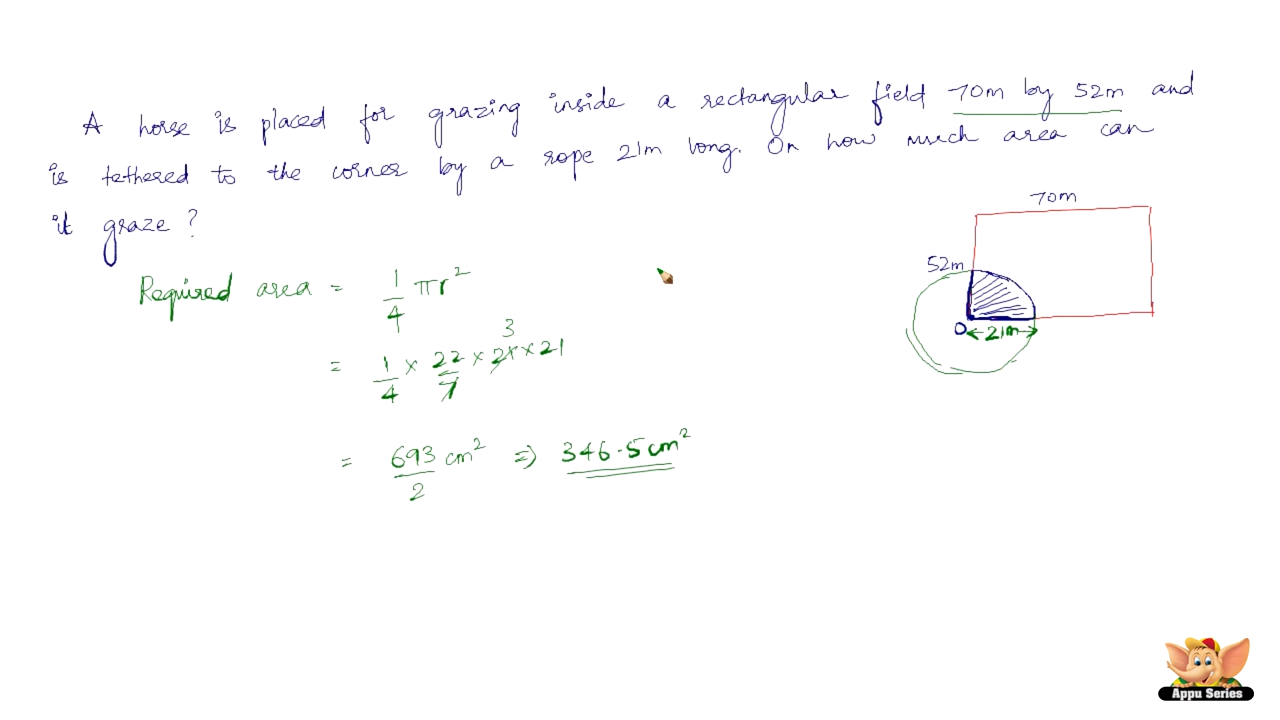 A horse is placed for grazing inside a rectangular field 70m by 52m and
is tethered to the corner by a rope 21m long. On how much area can
it graze?
70m
52m
O
21m
Required area = 1/4 πr²
= 1/4 × 22/7 × 21 × 21
3
= 693/2 cm² ⇒ 346.5cm²
Appu Series